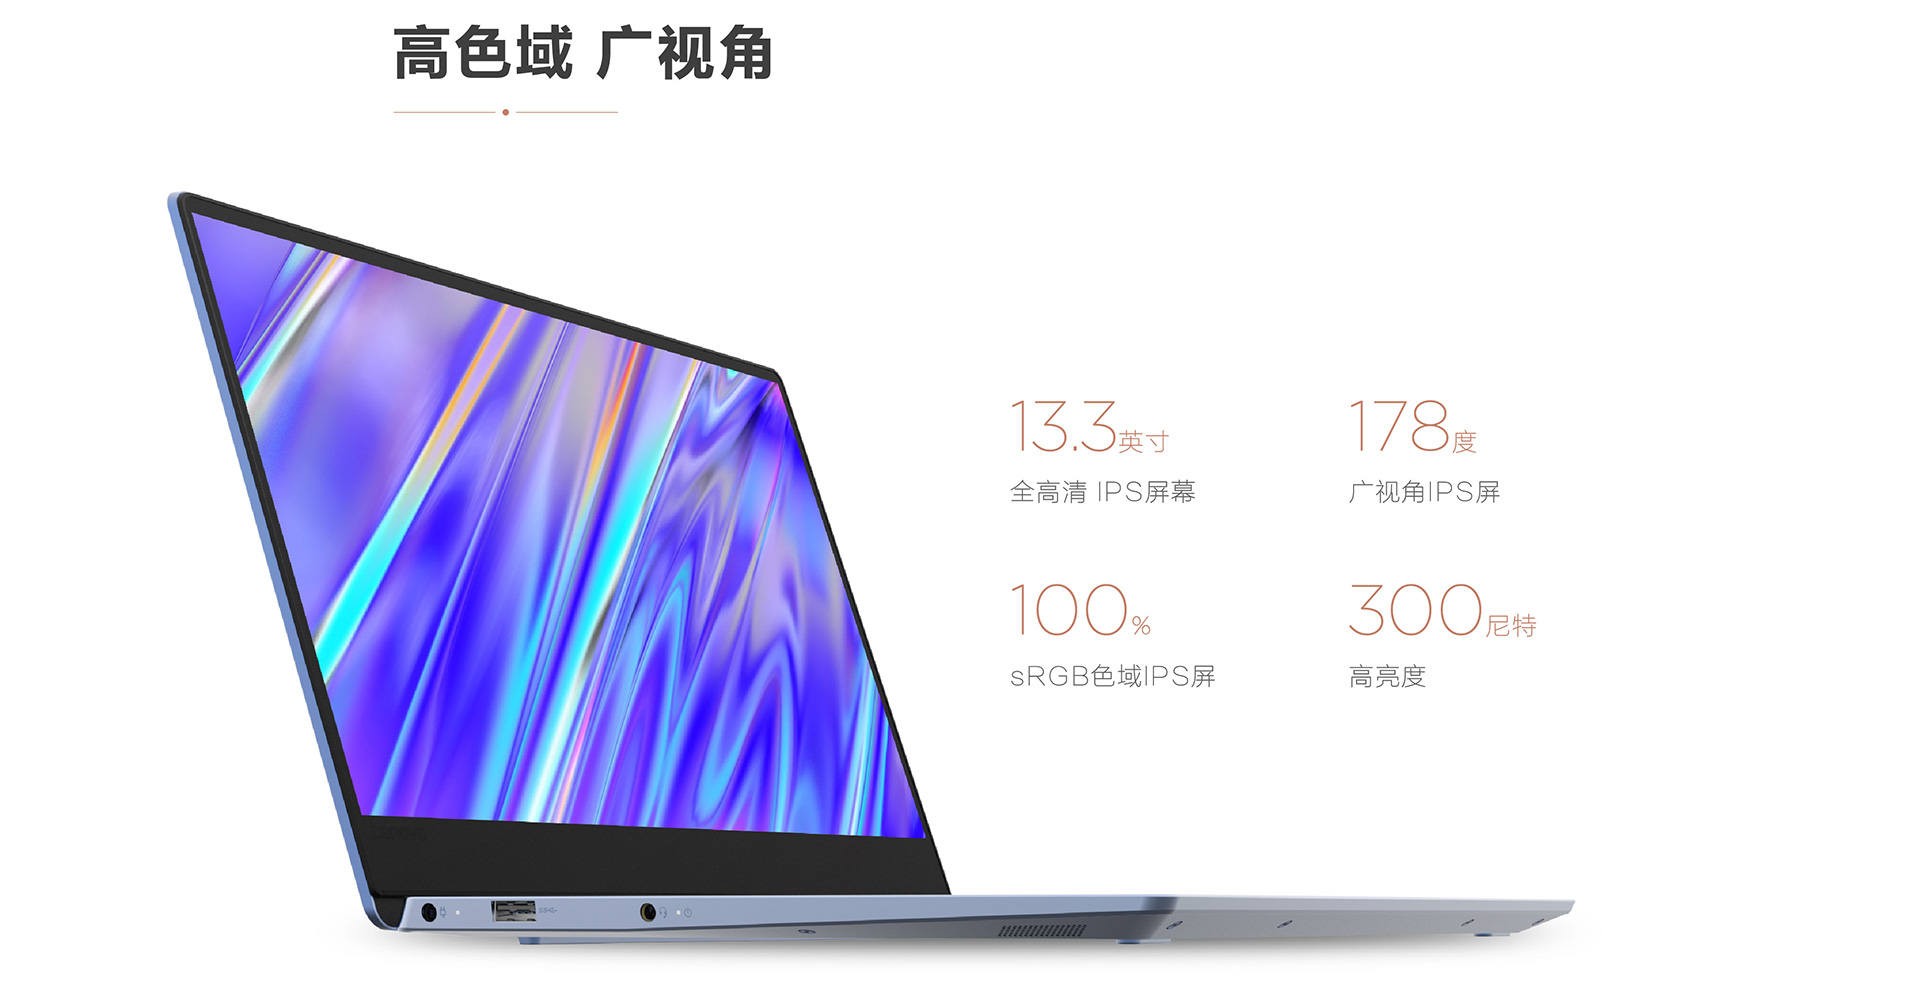 高色域 广视角
13.3英寸
全高清 IPS屏幕
178度
广视角IPS屏
100%
sRGB色域IPS屏
300尼特
高亮度